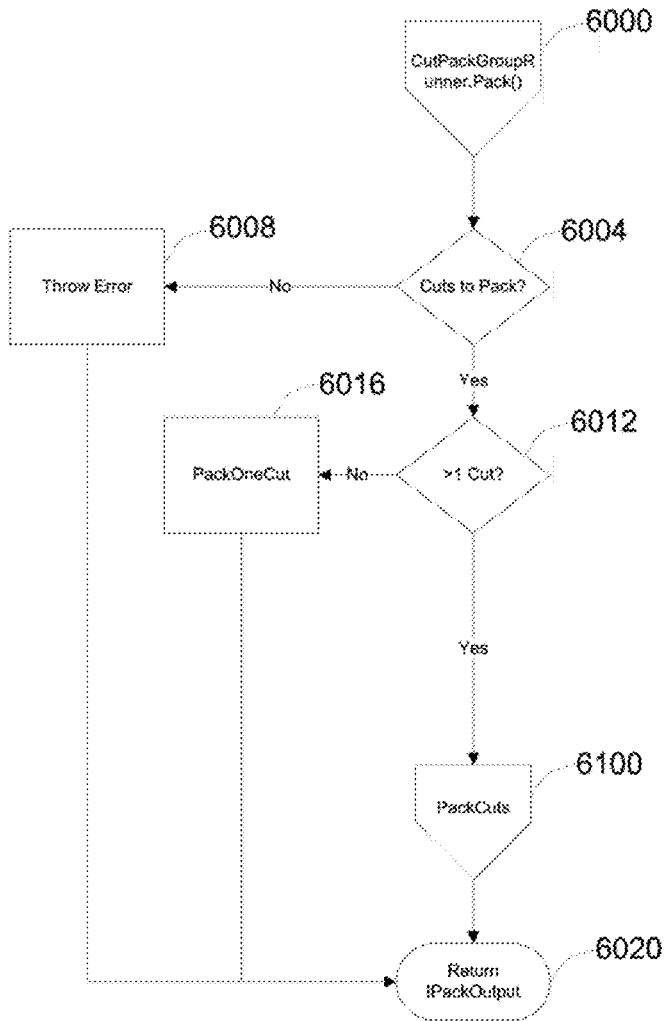 6000
CutPackGroupR
unner.Pack()
6008
6004
Throw Error
No
Cuts to Pack?
Yes
6016
6012
PackOneCut
No
>1 Cut?
Yes
6100
PackCuts
6020
Return
IPackOutput